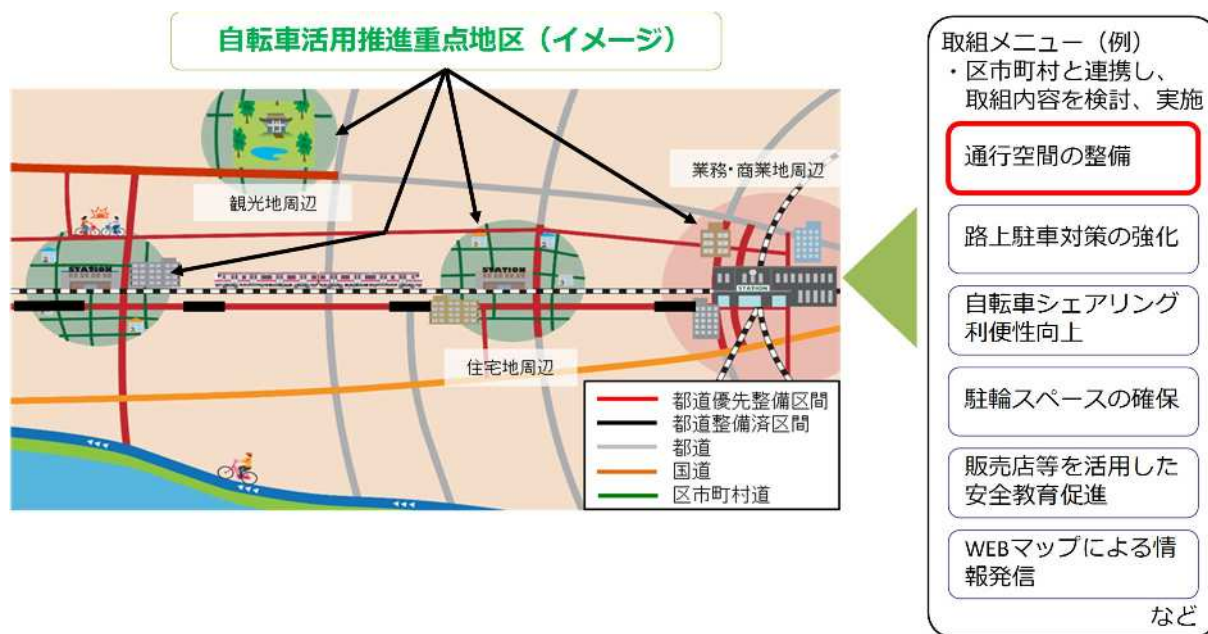 自転車活用推進重点地区（イメージ）
観光地周辺
業務・商業地周辺
STATION
STATION
STATION
住宅地周辺
都道優先整備区間
都道整備済区間
都道
国道
区市町村道
取組メニュー（例）
・区市町村と連携し、
取組内容を検討、実施
通行空間の整備
路上駐車対策の強化
自転車シェアリング
利便性向上
駐輪スペースの確保
販売店等を活用した
安全教育促進
WEBマップによる情
報発信
など